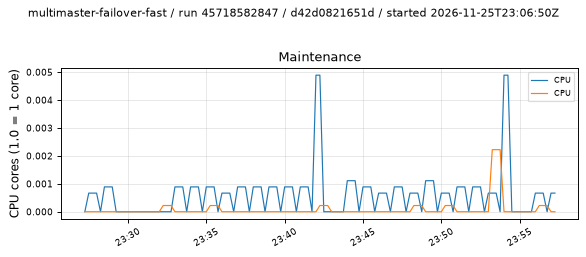 multimaster-failover-fast / run 45718582847 / d42d0821651d / started 2026-11-25T23:06:50Z
Maintenance
CPU cores (1.0 = 1 core)
0.005
0.004
0.003
0.002
0.001
0.000
CPU
CPU
23:30
23:35
23:40
23:45
23:50
23:55